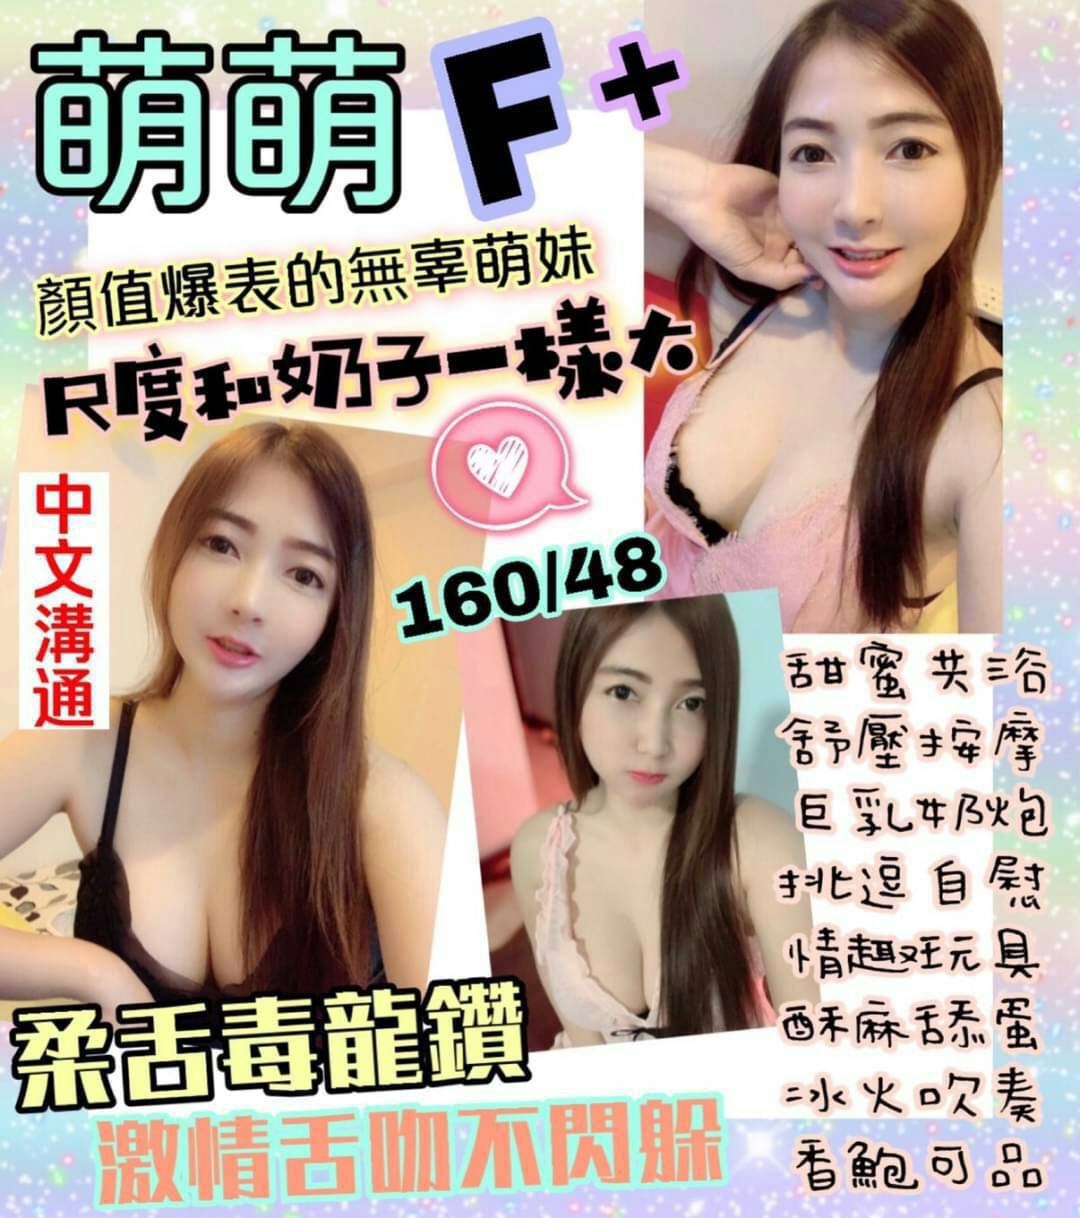 萌萌 F+
顏值爆表的無辜萌妹
尺度和奶子一樣大
中文溝通
160/48
甜蜜共浴
舒壓按摩
巨乳奶炮
挑逗自慰
情趣玩具
酥麻舔蛋
冰火吹奏
香鮑可品
柔舌毒龍鑽
激情舌吻不閃躲